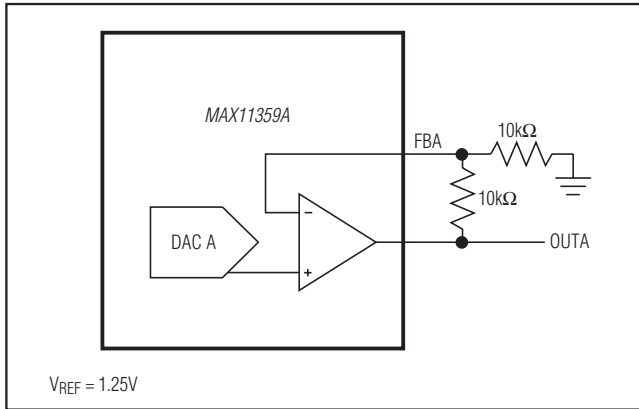 MAX11359A
FBA
10kΩ
10kΩ
DAC A
−
+
OUTA
VREF = 1.25V